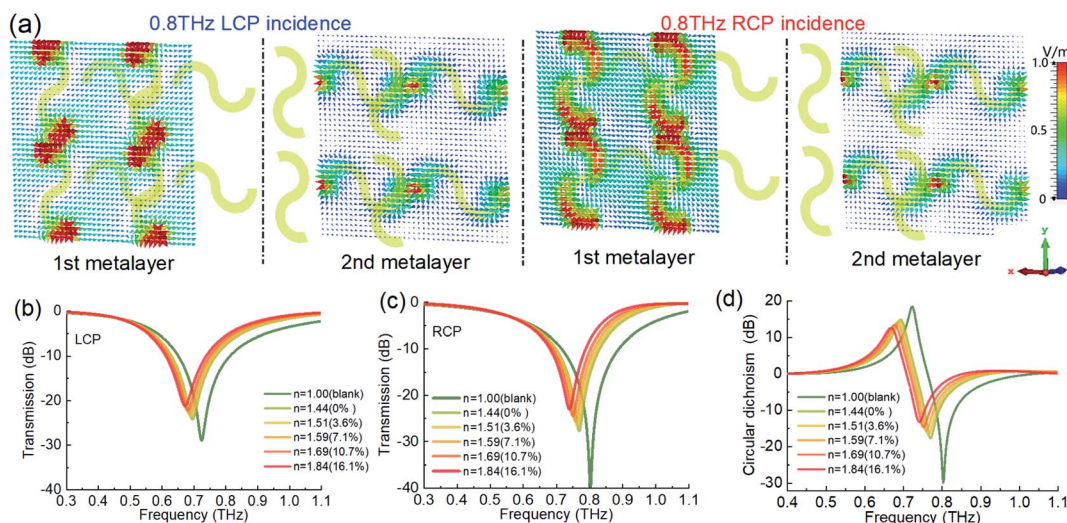 (a)
0.8THz LCP incidence
0.8THz RCP incidence
V/m
1.0
0.5
0
1st metalayer
2nd metalayer
1st metalayer
2nd metalayer
y
x
(b)
0
-10
-20
-30
-40
Transmission (dB)
LCP
n=1.00(blank)
n=1.44(0% )
n=1.51(3.6%)
n=1.59(7.1%)
n=1.69(10.7%)
n=1.84(16.1%)
0.3 0.4 0.5 0.6 0.7 0.8 0.9 1.0 1.1
Frequency (THz)
(c)
0
-10
-20
-30
-40
Transmission (dB)
RCP
n=1.00(blank)
n=1.44(0%)
n=1.51(3.6%)
n=1.59(7.1%)
n=1.69(10.7%)
n=1.84(16.1%)
0.3 0.4 0.5 0.6 0.7 0.8 0.9 1.0 1.1
Frequency (THz)
(d)
20
10
0
-10
-20
-30
Circular dichroism (dB)
n=1.00(blank)
n=1.44(0%)
n=1.51(3.6%)
n=1.59(7.1%)
n=1.69(10.7%)
n=1.84(16.1%)
0.4 0.5 0.6 0.7 0.8 0.9 1.0 1.1
Frequency (THz)